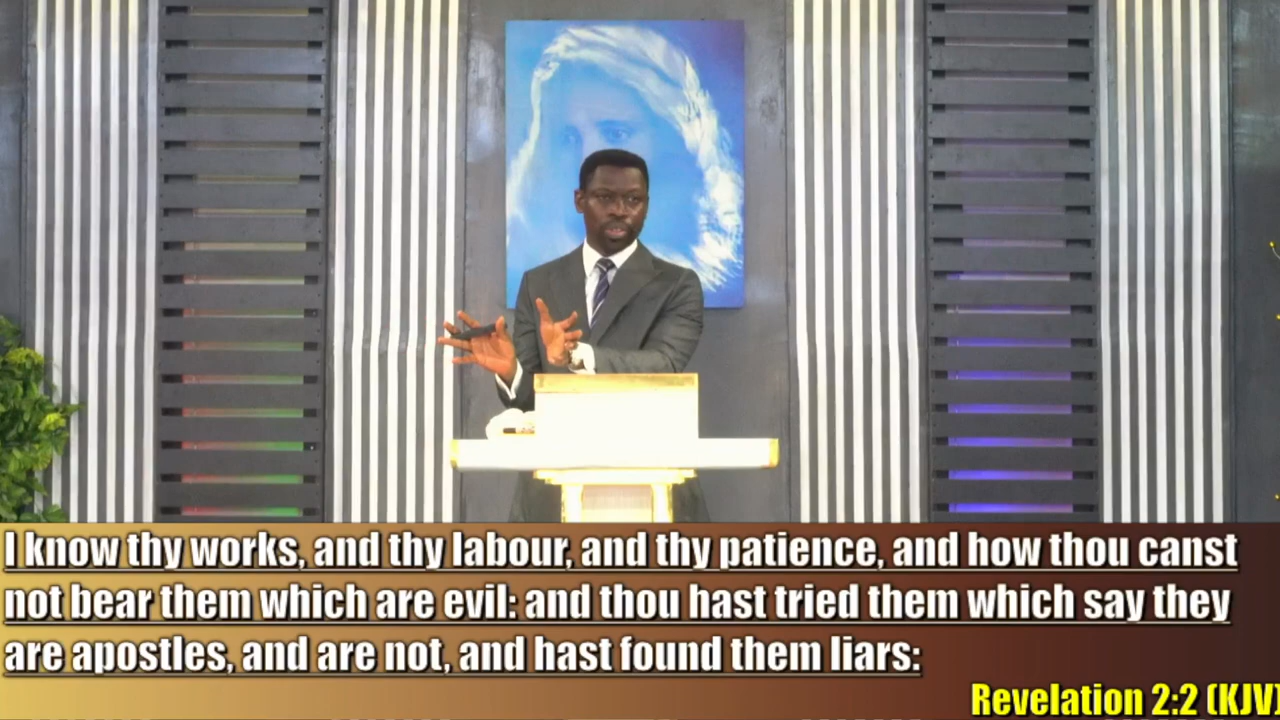 I know thy works, and thy labour, and thy patience, and how thou canst
not bear them which are evil: and thou hast tried them which say they
are apostles, and are not, and hast found them liars:
Revelation 2:2 (KJV)